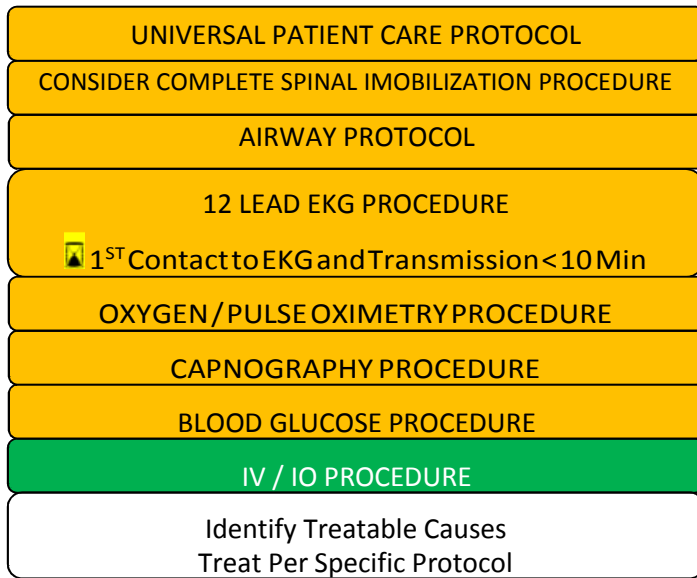 UNIVERSAL PATIENT CARE PROTOCOL
CONSIDER COMPLETE SPINAL IMOBILIZATION PROCEDURE
AIRWAY PROTOCOL
12 LEAD EKG PROCEDURE
1ST Contact to EKG and Transmission < 10 Min
OXYGEN / PULSE OXIMETRY PROCEDURE
CAPNOGRAPHY PROCEDURE
BLOOD GLUCOSE PROCEDURE
IV / IO PROCEDURE
Identify Treatable Causes
Treat Per Specific Protocol